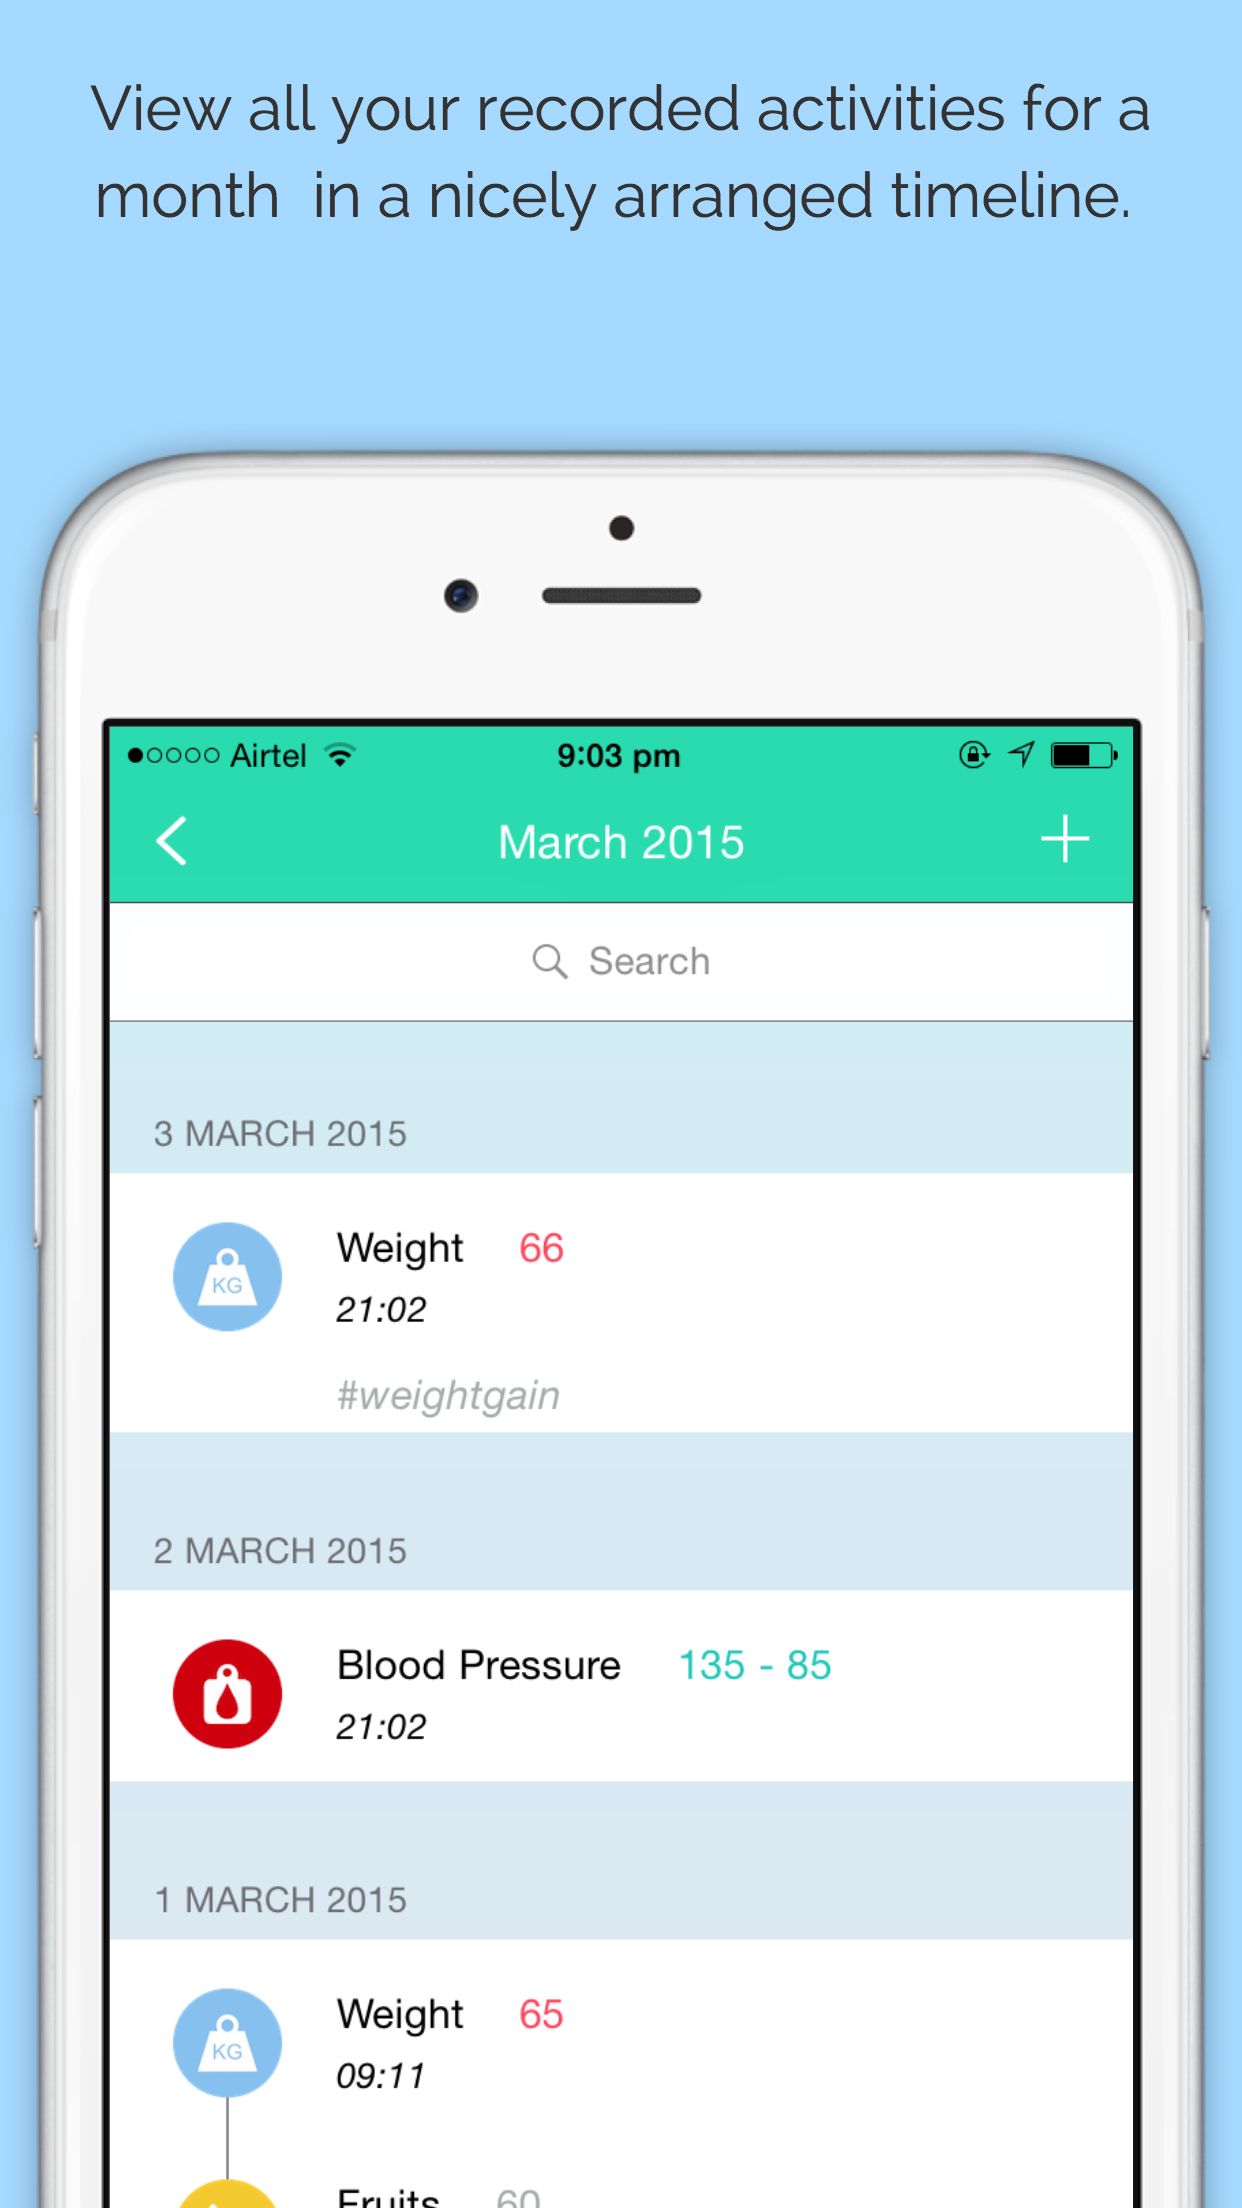 View all your recorded activities for a
month  in a nicely arranged timeline.
Airtel 9:03 pm
March 2015
Search
3 MARCH 2015
KG
Weight 66
21:02
#weightgain
2 MARCH 2015
Blood Pressure 135 - 85
21:02
1 MARCH 2015
KG
Weight 65
09:11
Fruits 60